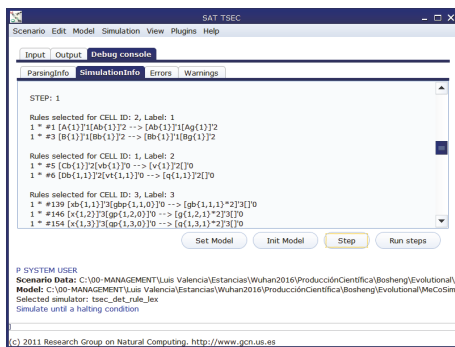 SAT TSEC
Scenario Edit Model Simulation View Plugins Help
Input Output Debug console
ParsingInfo SimulationInfo Errors Warnings
STEP: 1
Rules selected for CELL ID: 2, Label: 1
1 * #1 [A{1}]'1[Ab{1}]'2 --> [Ab{1}]'1[Ag{1}]'2
1 * #3 [B{1}]'1[Bb{1}]'2 --> [Bb{1}]'1[Bg{1}]'2
Rules selected for CELL ID: 1, Label: 2
1 * #5 [Cb{1}]'2[vb{1}]'0 --> [v{1}]'2[]'0
1 * #6 [Db{1,1}]'2[vt{1,1}]'0 --> [q{1,1}]'2[]'0
Rules selected for CELL ID: 3, Label: 3
1 * #139 [xb{1,1}]'3[gbp{1,1,0}]'0 --> [gb{1,1,1}*2]'3[]'0
1 * #146 [x{1,2}]'3[gp{1,2,0}]'0 --> [g{1,2,1}*2]'3[]'0
1 * #154 [x{1,3}]'3[gp{1,3,0}]'0 --> [g{1,3,1}*2]'3[]'0
Set Model Init Model Step Run steps
P SYSTEM USER
Scenario Data: C:\00-MANAGEMENT\Luis Valencia\Estancias\Wuhan2016\ProducciónCientífica\Bosheng\Evolutional\
Model: C:\00-MANAGEMENT\Luis Valencia\Estancias\Wuhan2016\ProducciónCientífica\Bosheng\Evolutional\MeCoSim
Selected simulator: tsec_det_rule_lex
Simulate until a halting condition
(c) 2011 Research Group on Natural Computing. http://www.gcn.us.es